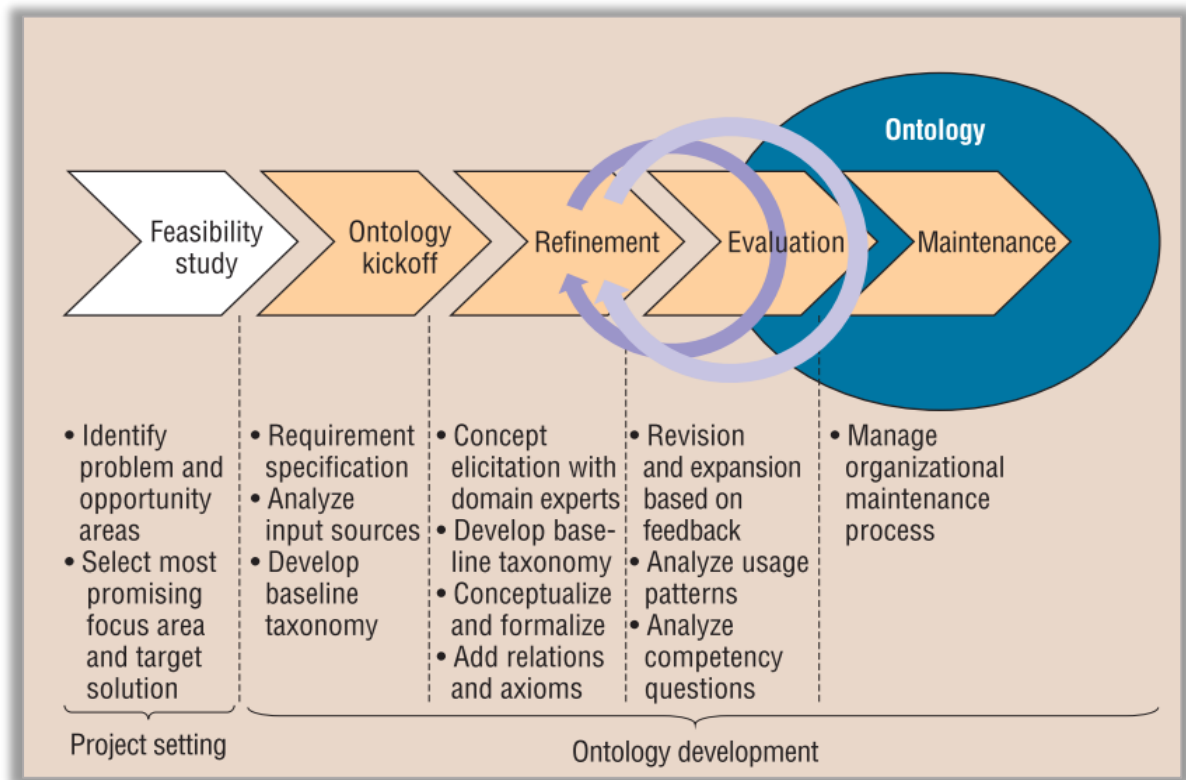 Ontology
Feasibility
study
Ontology
kickoff
Refinement
Evaluation
Maintenance
• Identify
problem and
opportunity
areas
• Select most
promising
focus area
and target
solution
• Requirement
specification
• Analyze
input sources
• Develop
baseline
taxonomy
• Concept
elicitation with
domain experts
• Develop base-
line taxonomy
• Conceptualize
and formalize
• Add relations
and axioms
• Revision
and expansion
based on
feedback
• Analyze usage
patterns
• Analyze
competency
questions
• Manage
organizational
maintenance
process
Project setting
Ontology development